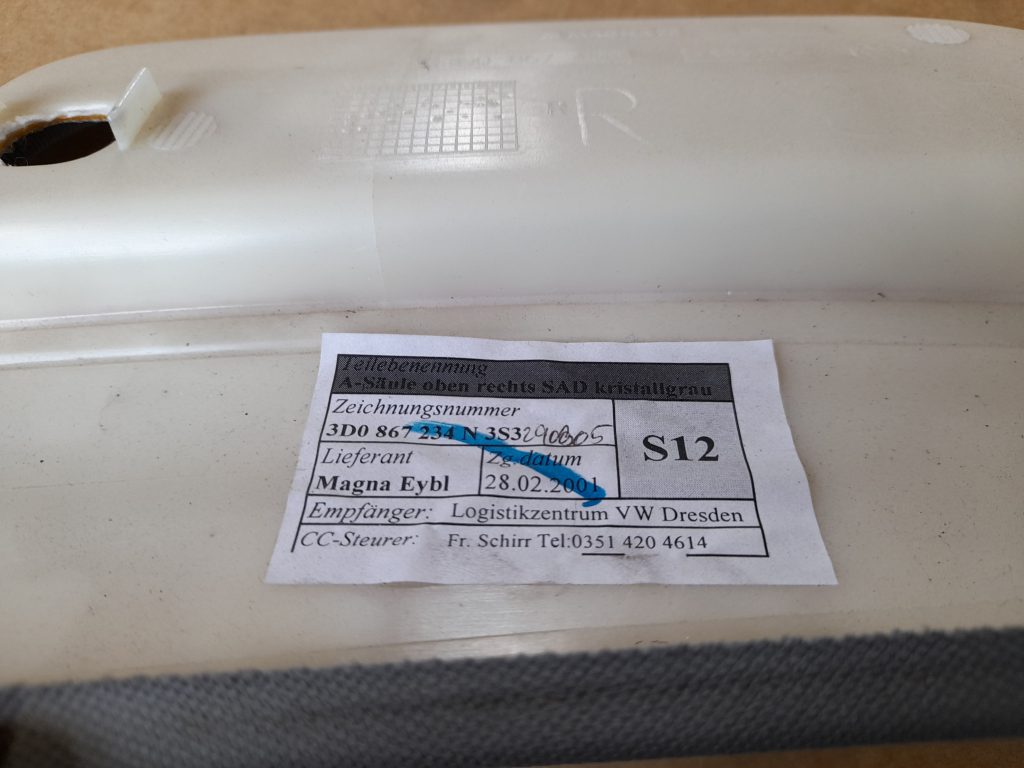 R
Teilebenennung
A-Säule oben rechts SAD kristallgrau
Zeichnungsnummer
3D0 867 234 N 3S3
S12
Lieferant Zg.datum
Magna Eybl 28.02.2001
Empfänger: Logistikzentrum VW Dresden
CC-Steurer: Fr. Schirr Tel:0351 420 4614